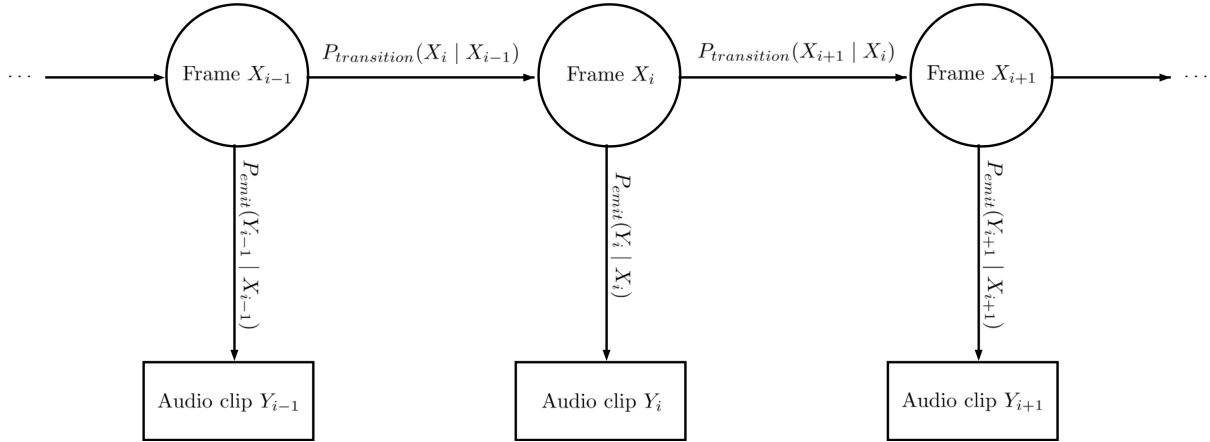 P_{transition}(X_i | X_{i-1})
P_{transition}(X_{i+1} | X_i)
...
Frame X_{i-1}
Frame X_i
Frame X_{i+1}
...
P_{emit}(Y_{i-1} | X_{i-1})
P_{emit}(Y_i | X_i)
P_{emit}(Y_{i+1} | X_{i+1})
Audio clip Y_{i-1}
Audio clip Y_i
Audio clip Y_{i+1}